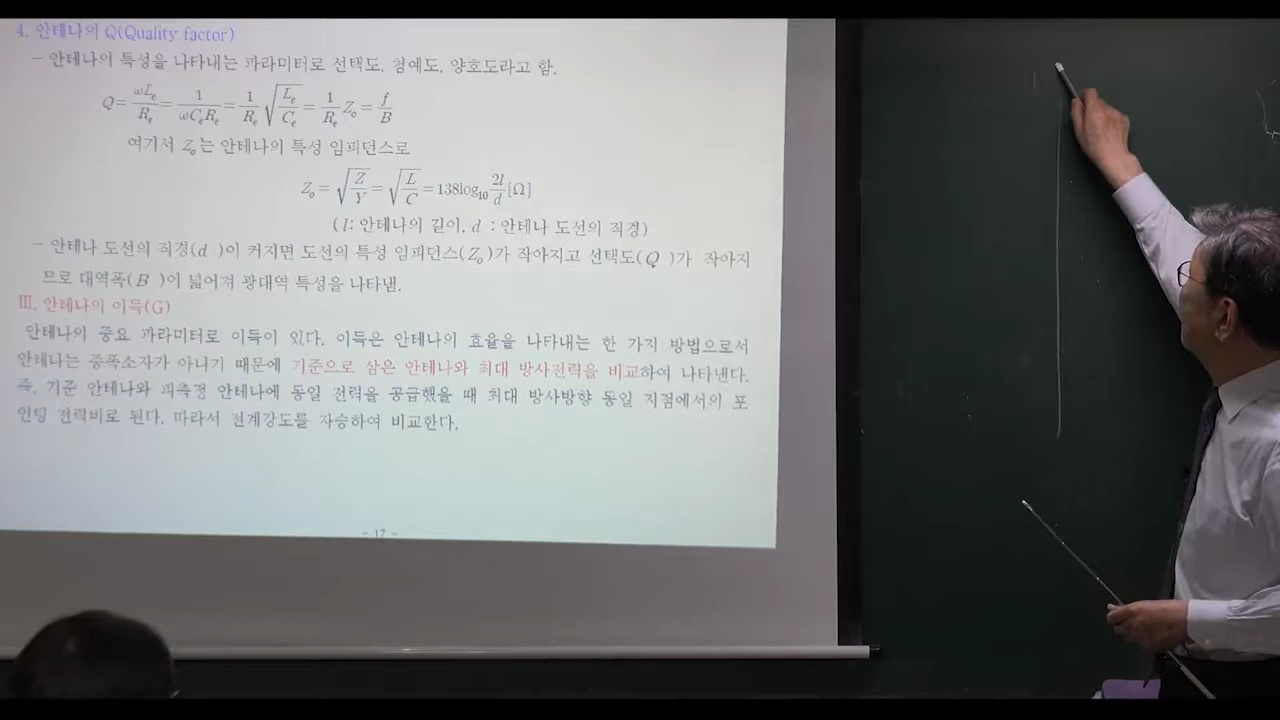 4. 안테나의 Q(Quality factor)
- 안테나의 특성을 나타내는 파라미터로 선택도, 첨예도, 양호도라고 함.
Q = ωL_e/R_e = 1/(ωC_eR_e) = (1/R_e)√(L_e/C_e) = (1/R_e)Z_o = f/B
여기서 Z_o는 안테나의 특성 임피던스로
Z_o = √(Z/Y) = √(L/C) = 138log₁₀(2l/d)[Ω]
(l: 안테나의 길이, d : 안테나 도선의 직경)
- 안테나 도선의 직경(d )이 커지면 도선의 특성 임피던스(Z_o)가 작아지고 선택도(Q )가 작아지
므로 대역폭(B )이 넓어져 광대역 특성을 나타냄.
Ⅲ. 안테나의 이득(G)
안테나의 중요 파라미터로 이득이 있다. 이득은 안테나의 효율을 나타내는 한 가지 방법으로서
안테나는 증폭소자가 아니기 때문에 기준으로 삼은 안테나와 최대 방사전력을 비교하여 나타낸다.
즉, 기준 안테나와 피측정 안테나에 동일 전력을 공급했을 때 최대 방사방향 동일 지점에서의 포
인팅 전력비로 된다. 따라서 전계강도를 자승하여 비교한다.
- 17 -